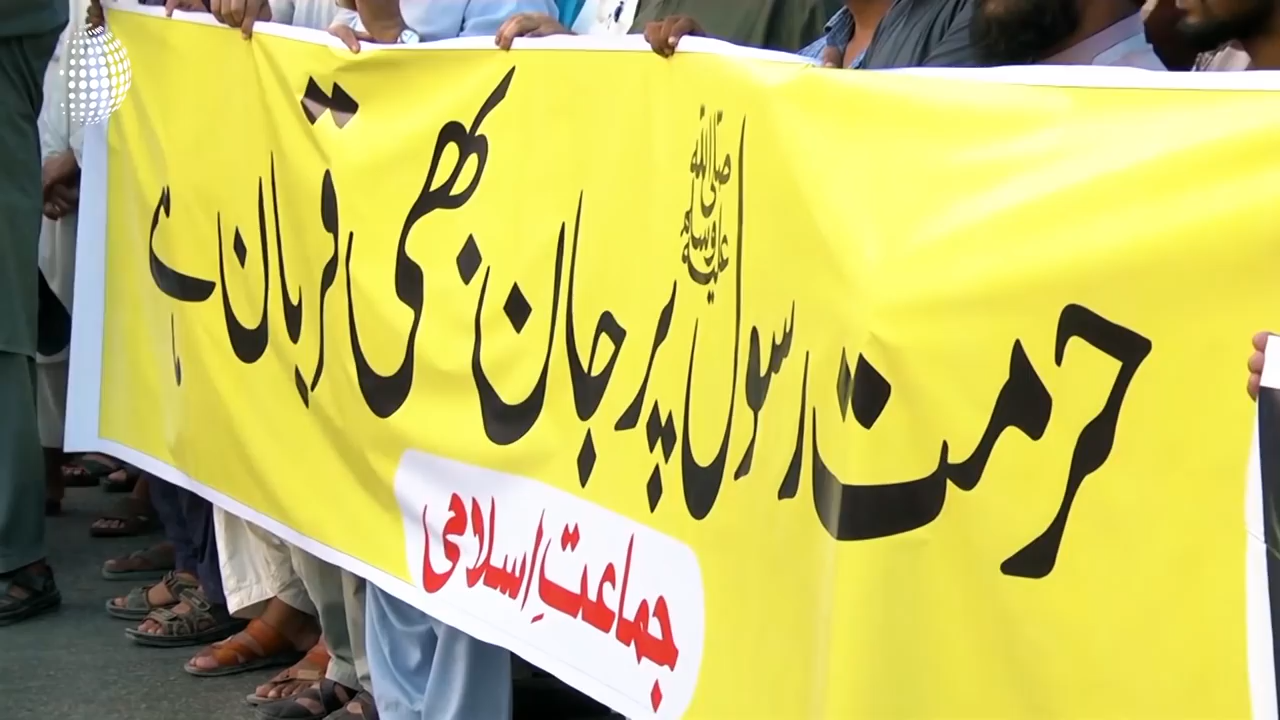 حرمت رسول ﷺ پر جان بھی قربان ہے
جماعتِ اسلامی